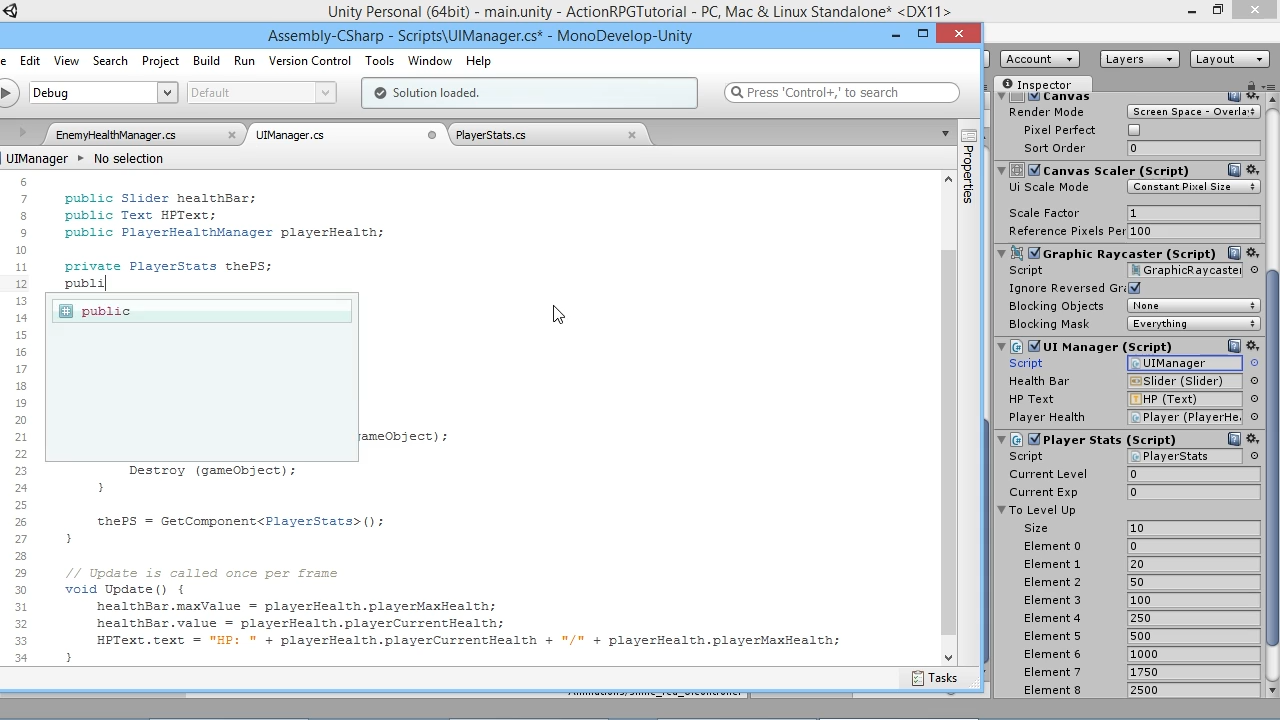 Unity Personal (64bit) - main.unity - ActionRPGTutorial - PC, Mac & Linux Standalone* <DX11>
Assembly-CSharp - Scripts\UIManager.cs* - MonoDevelop-Unity
e Edit View Search Project Build Run Version Control Tools Window Help
Debug Default Solution loaded. Press 'Control+,' to search
EnemyHealthManager.cs UIManager.cs PlayerStats.cs
UIManager No selection
6
7 public Slider healthBar;
8 public Text HPText;
9 public PlayerHealthManager playerHealth;
10
11 private PlayerStats thePS;
12 publi
public
13
14
15
16
17
18
19
20
21 gameObject);
22
23 Destroy (gameObject);
24 }
25
26 thePS = GetComponent<PlayerStats>();
27 }
28
29 // Update is called once per frame
30 void Update() {
31 healthBar.maxValue = playerHealth.playerMaxHealth;
32 healthBar.value = playerHealth.playerCurrentHealth;
33 HPText.text = "HP: " + playerHealth.playerCurrentHealth + "/" + playerHealth.playerMaxHealth;
34 }
Tasks
Properties
Account Layers Layout
Inspector
Canvas
Render Mode Screen Space - Overla
Pixel Perfect
Sort Order 0
Canvas Scaler (Script)
Ui Scale Mode Constant Pixel Size
Scale Factor 1
Reference Pixels Per 100
Graphic Raycaster (Script)
Script GraphicRaycaster
Ignore Reversed Gra
Blocking Objects None
Blocking Mask Everything
UI Manager (Script)
Script UIManager
Health Bar Slider (Slider)
HP Text HP (Text)
Player Health Player (PlayerHe
Player Stats (Script)
Script PlayerStats
Current Level 0
Current Exp 0
To Level Up
Size 10
Element 0 0
Element 1 20
Element 2 50
Element 3 100
Element 4 250
Element 5 500
Element 6 1000
Element 7 1750
Element 8 2500